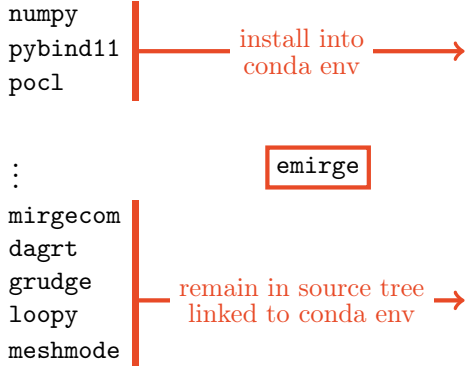 numpy
pybind11
pocl
install into
conda env
⋮
emirge
mirgecom
dagrt
grudge
loopy
meshmode
remain in source tree
linked to conda env